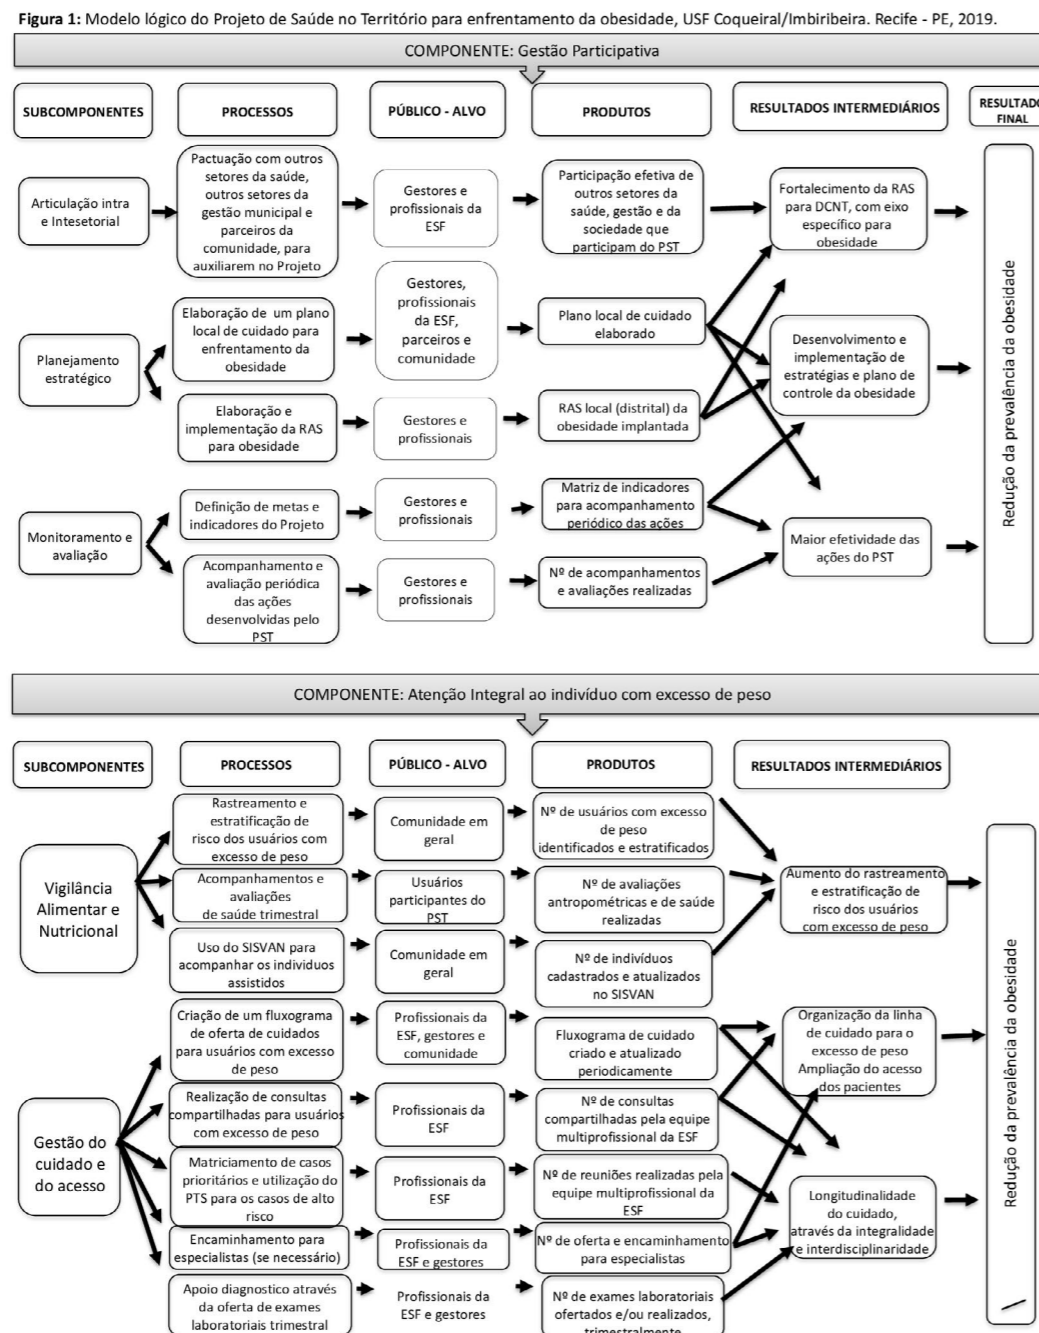 Figura 1: Modelo lógico do Projeto de Saúde no Território para enfrentamento da obesidade, USF Coqueiral/Imbiribeira. Recife - PE, 2019.
COMPONENTE: Gestão Participativa
SUBCOMPONENTES
PROCESSOS
PÚBLICO - ALVO
PRODUTOS
RESULTADOS INTERMEDIÁRIOS
RESULTADO
FINAL
Articulação intra
e Intesetorial
Pactuação com outros
setores da saúde,
outros setores da
gestão municipal e
parceiros da
comunidade, para
auxiliarem no Projeto
Gestores e
profissionais da
ESF
Participação efetiva de
outros setores da
saúde, gestão e da
sociedade que
participam do PST
Fortalecimento da RAS
para DCNT, com eixo
específico para
obesidade
Planejamento
estratégico
Elaboração de um plano
local de cuidado para
enfrentamento da
obesidade
Gestores,
profissionais
da ESF,
parceiros e
comunidade
Plano local de cuidado
elaborado
Desenvolvimento e
implementação de
estratégias e plano de
controle da obesidade
Elaboração e
implementação da RAS
para obesidade
Gestores e
profissionais
RAS local (distrital) da
obesidade implantada
Monitoramento e
avaliação
Definição de metas e
indicadores do Projeto
Gestores e
profissionais
Matriz de indicadores
para acompanhamento
periódico das ações
Maior efetividade das
ações do PST
Acompanhamento e
avaliação periódica
das ações
desenvolvidas pelo
PST
Gestores e
profissionais
Nº de acompanhamentos
e avaliações realizadas
Redução da prevalência da obesidade
COMPONENTE: Atenção Integral ao indivíduo com excesso de peso
SUBCOMPONENTES
PROCESSOS
PÚBLICO - ALVO
PRODUTOS
RESULTADOS INTERMEDIÁRIOS
Vigilância
Alimentar e
Nutricional
Rastreamento e
estratificação de
risco dos usuários com
excesso de peso
Comunidade em
geral
Nº de usuários com excesso
de peso
identificados e estratificados
Acompanhamentos e
avaliações
de saúde trimestral
Usuários
participantes do
PST
Nº de avaliações
antropométricas e de saúde
realizadas
Aumento do rastreamento
e estratificação de
risco dos usuários
com excesso de peso
Uso do SISVAN para
acompanhar os individuos
assistidos
Comunidade em
geral
Nº de indivíduos
cadastrados e atualizados
no SISVAN
Gestão do
cuidado e
do acesso
Criação de um fluxograma
de oferta de cuidados
para usuários com excesso
de peso
Profissionais da
ESF, gestores e
comunidade
Fluxograma de cuidado
criado e atualizado
periodicamente
Organização da linha
de cuidado para o
excesso de peso
Ampliação do acesso
dos pacientes
Realização de consultas
compartilhadas para usuários
com excesso de peso
Profissionais da
ESF
Nº de consultas
compartilhadas pela equipe
multiprofissional da ESF
Matriciamento de casos
prioritários e utilização do
PTS para os casos de alto
risco
Profissionais da
ESF
Nº de reuniões realizadas pela
equipe multiprofissional da
ESF
Longitudinalidade
do cuidado,
através da integralidade
e interdisciplinaridade
Encaminhamento para
especialistas (se necessário)
Profissionais da
ESF e gestores
Nº de oferta e encaminhamento
para especialistas
Apoio diagnostico através
da oferta de exames
laboratoriais trimestral
Profissionais da
ESF e gestores
Nº de exames laboratoriais
ofertados e/ou realizados,
trimestralmente
Redução da prevalência da obesidade